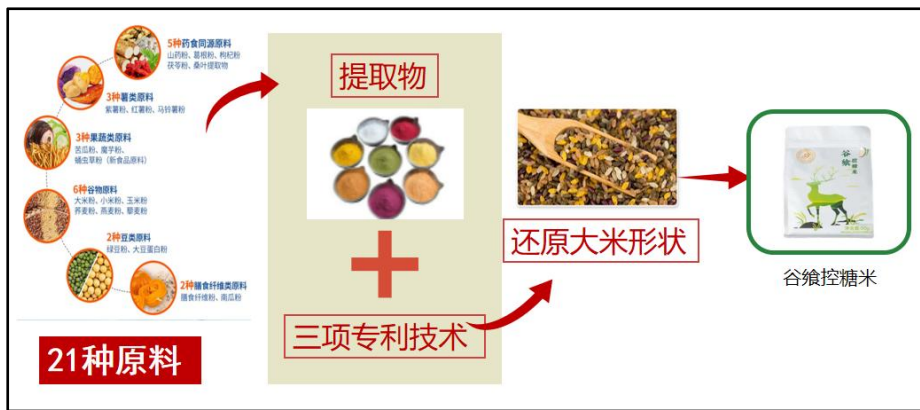 5种药食同源原料
山药粉、葛根粉、枸杞粉
茯苓粉、桑叶提取物
3种薯类原料
紫薯粉、红薯粉、马铃薯粉
3种果蔬类原料
苦瓜粉、魔芋粉、
蛹虫草粉（新食品原料）
6种谷物原料
大米粉、小米粉、玉米粉
荞麦粉、燕麦粉、藜麦粉
2种豆类原料
绿豆粉、大豆蛋白粉
2种膳食纤维类原料
膳食纤维粉、南瓜粉
21种原料
提取物
三项专利技术
还原大米形状
谷飨
谷飨控糖米